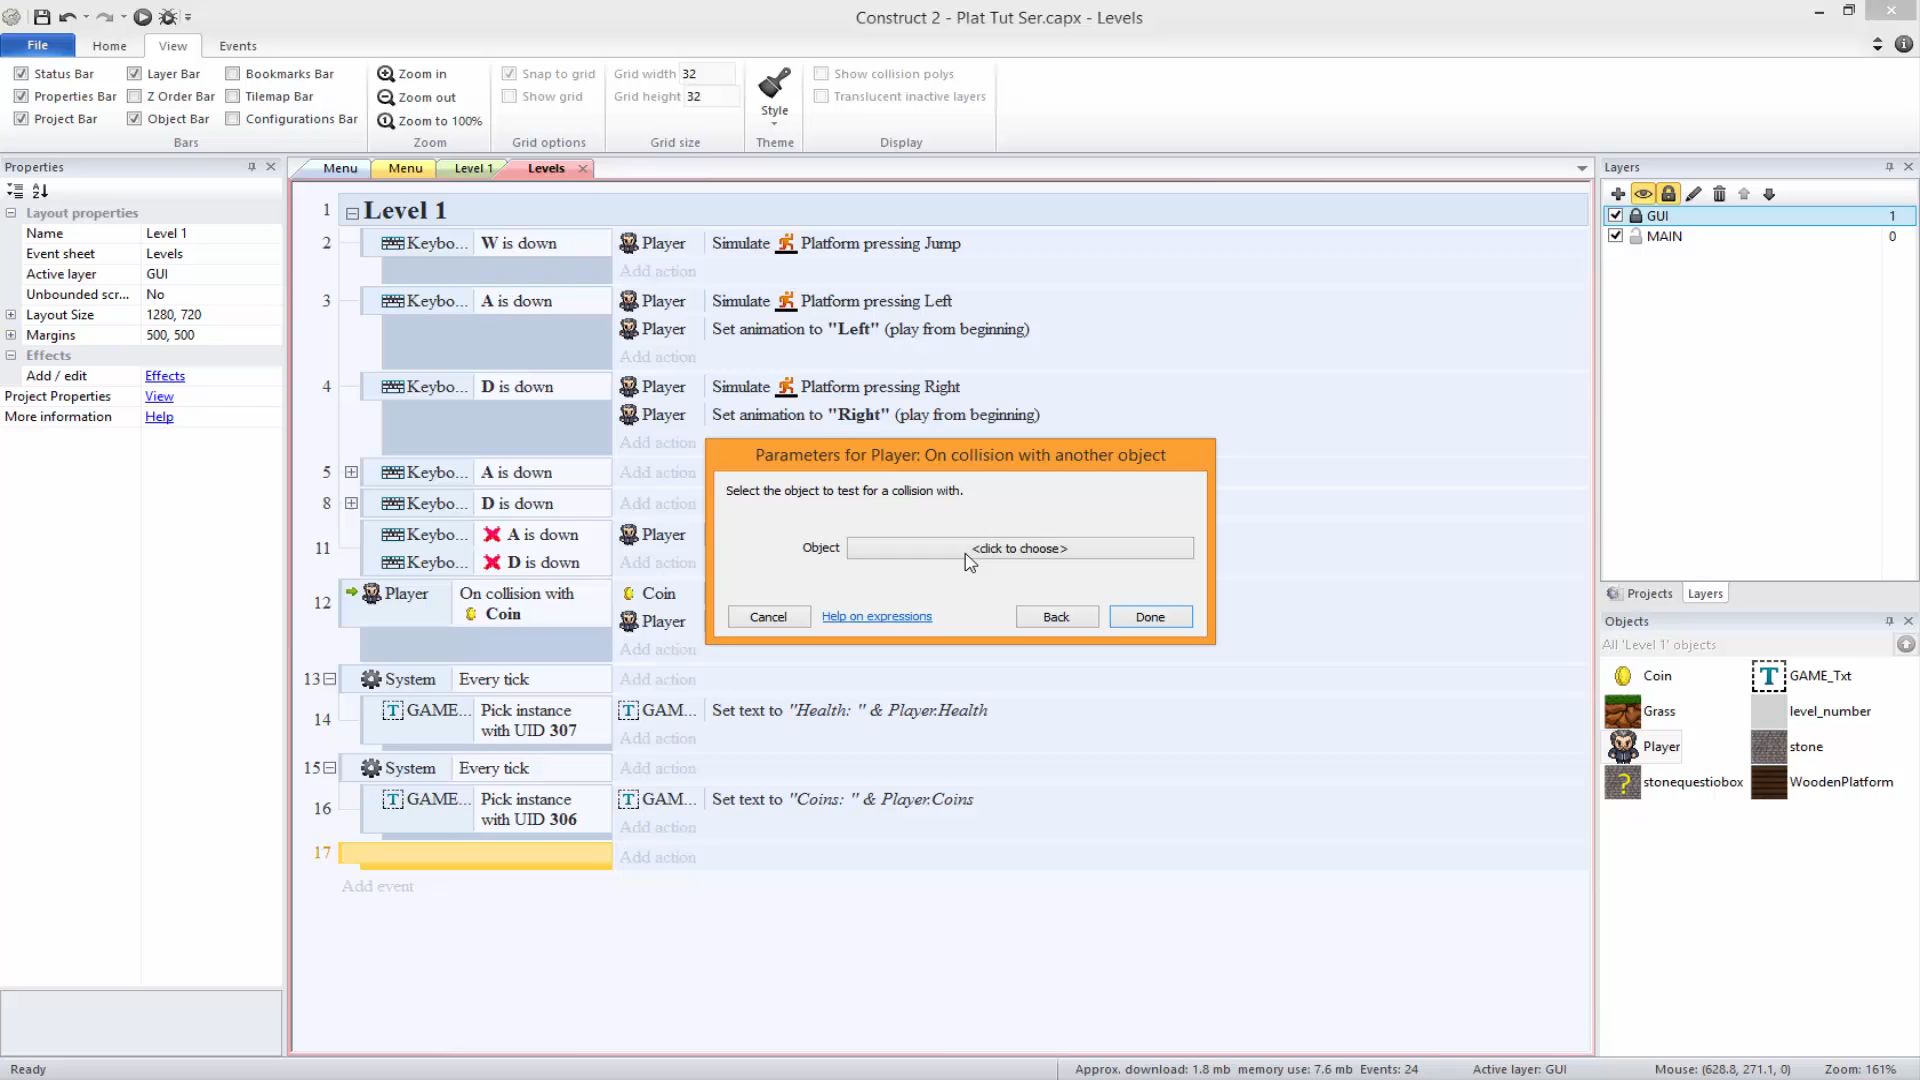 Construct 2 - Plat Tut Ser.capx - Levels
File Home View Events
Status Bar Layer Bar Bookmarks Bar
Properties Bar Z Order Bar Tilemap Bar
Project Bar Object Bar Configurations Bar
Bars
Zoom in
Zoom out
Zoom to 100%
Zoom
Snap to grid
Show grid
Grid options
Grid width 32
Grid height 32
Grid size
Style
Theme
Show collision polys
Translucent inactive layers
Display
Properties
Layout properties
Name Level 1
Event sheet Levels
Active layer GUI
Unbounded scr... No
Layout Size 1280, 720
Margins 500, 500
Effects
Add / edit Effects
Project Properties View
More information Help
Menu Menu Level 1 Levels
1 Level 1
2 Keybo... W is down Player Simulate Platform pressing Jump
Add action
3 Keybo... A is down Player Simulate Platform pressing Left
Player Set animation to "Left" (play from beginning)
Add action
4 Keybo... D is down Player Simulate Platform pressing Right
Player Set animation to "Right" (play from beginning)
Add action
5 Keybo... A is down Add action
8 Keybo... D is down Add action
11 Keybo... A is down Player
Keybo... D is down Add action
12 Player On collision with Coin Coin
Player
Add action
13 System Every tick Add action
14 GAME... Pick instance with UID 307 GAM... Set text to "Health: " & Player.Health
Add action
15 System Every tick Add action
16 GAME... Pick instance with UID 306 GAM... Set text to "Coins: " & Player.Coins
Add action
17 Add action
Add event
Parameters for Player: On collision with another object
Select the object to test for a collision with.
Object <click to choose>
Cancel Help on expressions Back Done
Layers
GUI 1
MAIN 0
Projects Layers
Objects
All 'Level 1' objects
Coin GAME_Txt
Grass level_number
Player stone
stonequestiobox WoodenPlatform
Ready Approx. download: 1.8 mb memory use: 7.6 mb Events: 24 Active layer: GUI Mouse: (628.8, 271.1, 0) Zoom: 161%